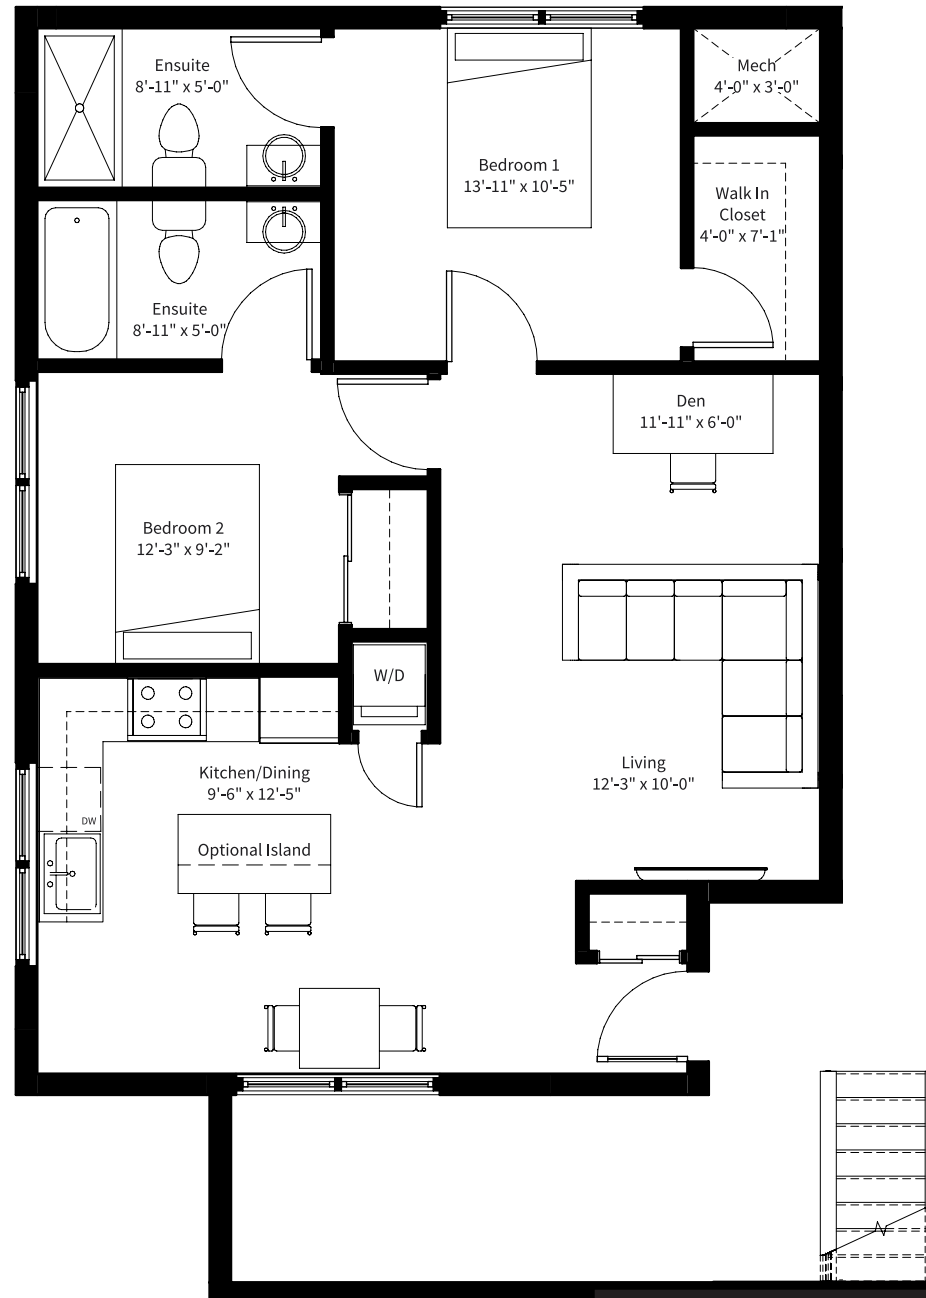 Ensuite
8'-11" x 5'-0"
Mech
4'-0" x 3'-0"
Bedroom 1
13'-11" x 10'-5"
Walk In
Closet
4'-0" x 7'-1"
Ensuite
8'-11" x 5'-0"
Den
11'-11" x 6'-0"
Bedroom 2
12'-3" x 9'-2"
W/D
Kitchen/Dining
9'-6" x 12'-5"
Living
12'-3" x 10'-0"
DW
Optional Island